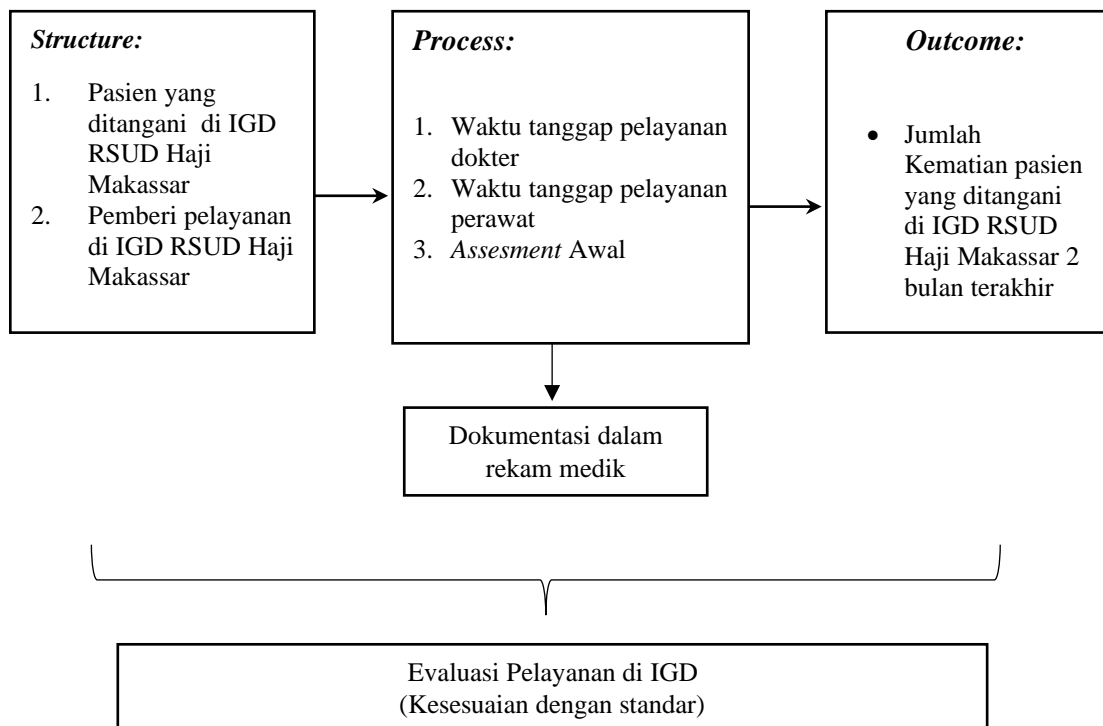 Structure:
1. Pasien yang
ditangani di IGD
RSUD Haji
Makassar
2. Pemberi pelayanan
di IGD RSUD Haji
Makassar
Process:
1. Waktu tanggap pelayanan
dokter
2. Waktu tanggap pelayanan
perawat
3. Assesment Awal
Outcome:
• Jumlah
Kematian pasien
yang ditangani
di IGD RSUD
Haji Makassar 2
bulan terakhir
Dokumentasi dalam
rekam medik
Evaluasi Pelayanan di IGD
(Kesesuaian dengan standar)